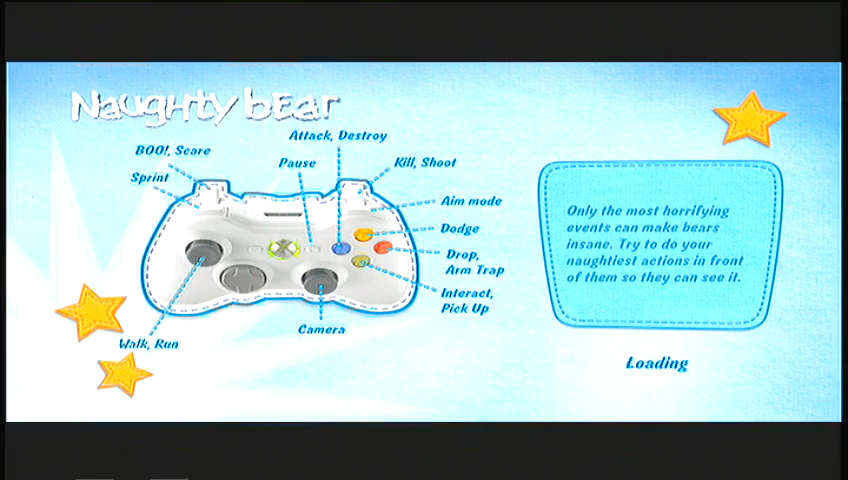 Naughty bEar
Attack, Destroy
BOO!, Scare
Pause
Kill, Shoot
Sprint
Aim mode
Dodge
Drop,
Arm Trap
Interact,
Pick Up
Camera
Walk, Run
Only the most horrifying
events can make bears
insane. Try to do your
naughtiest actions in front
of them so they can see it.
Loading